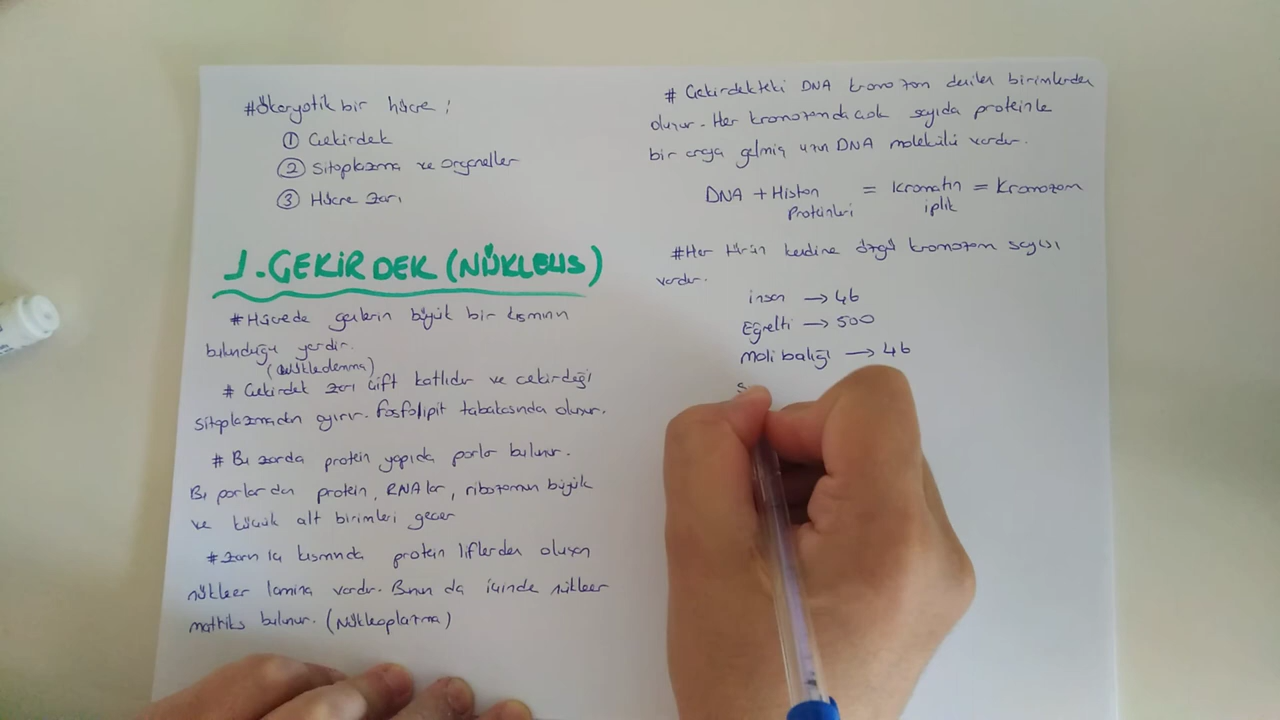 #Ökaryotik bir hücre :
① Çekirdek
② Sitoplazma ve organeller
③ Hücre zarı
1.ÇEKİRDEK (NÜKLEUS)
#Hücrede genlerin büyük bir kısmının
bulunduğu yerdir.
# Çekirdek zarı çift katlıdır ve çekirdeği
sitoplazmadan ayırır. fosfolipit tabakasında oluşur.
# Bu zarda protein yapıda porlar bulunur.
Bu porlardan protein, RNAlar, ribozomun büyük
ve küçük alt birimleri geçer
# Zarın iç kısmında protein liflerden oluşan
nükleer lamina vardır. Bunun da içinde nükleer
matriks bulunur. (Nükleoplazma)
# Çekirdekteki DNA kromozom denilen birimlerden
oluşur. Her kromozomda çok sayıda proteinle
bir araya gelmiş uzun DNA molekülü vardır.
DNA + Histon Proteinleri = kromatin iplik = Kromozom
#Her türün kendine özgü kromozom sayısı
vardır.
insan → 46
Eğrelti → 500
moli balığı → 46
S